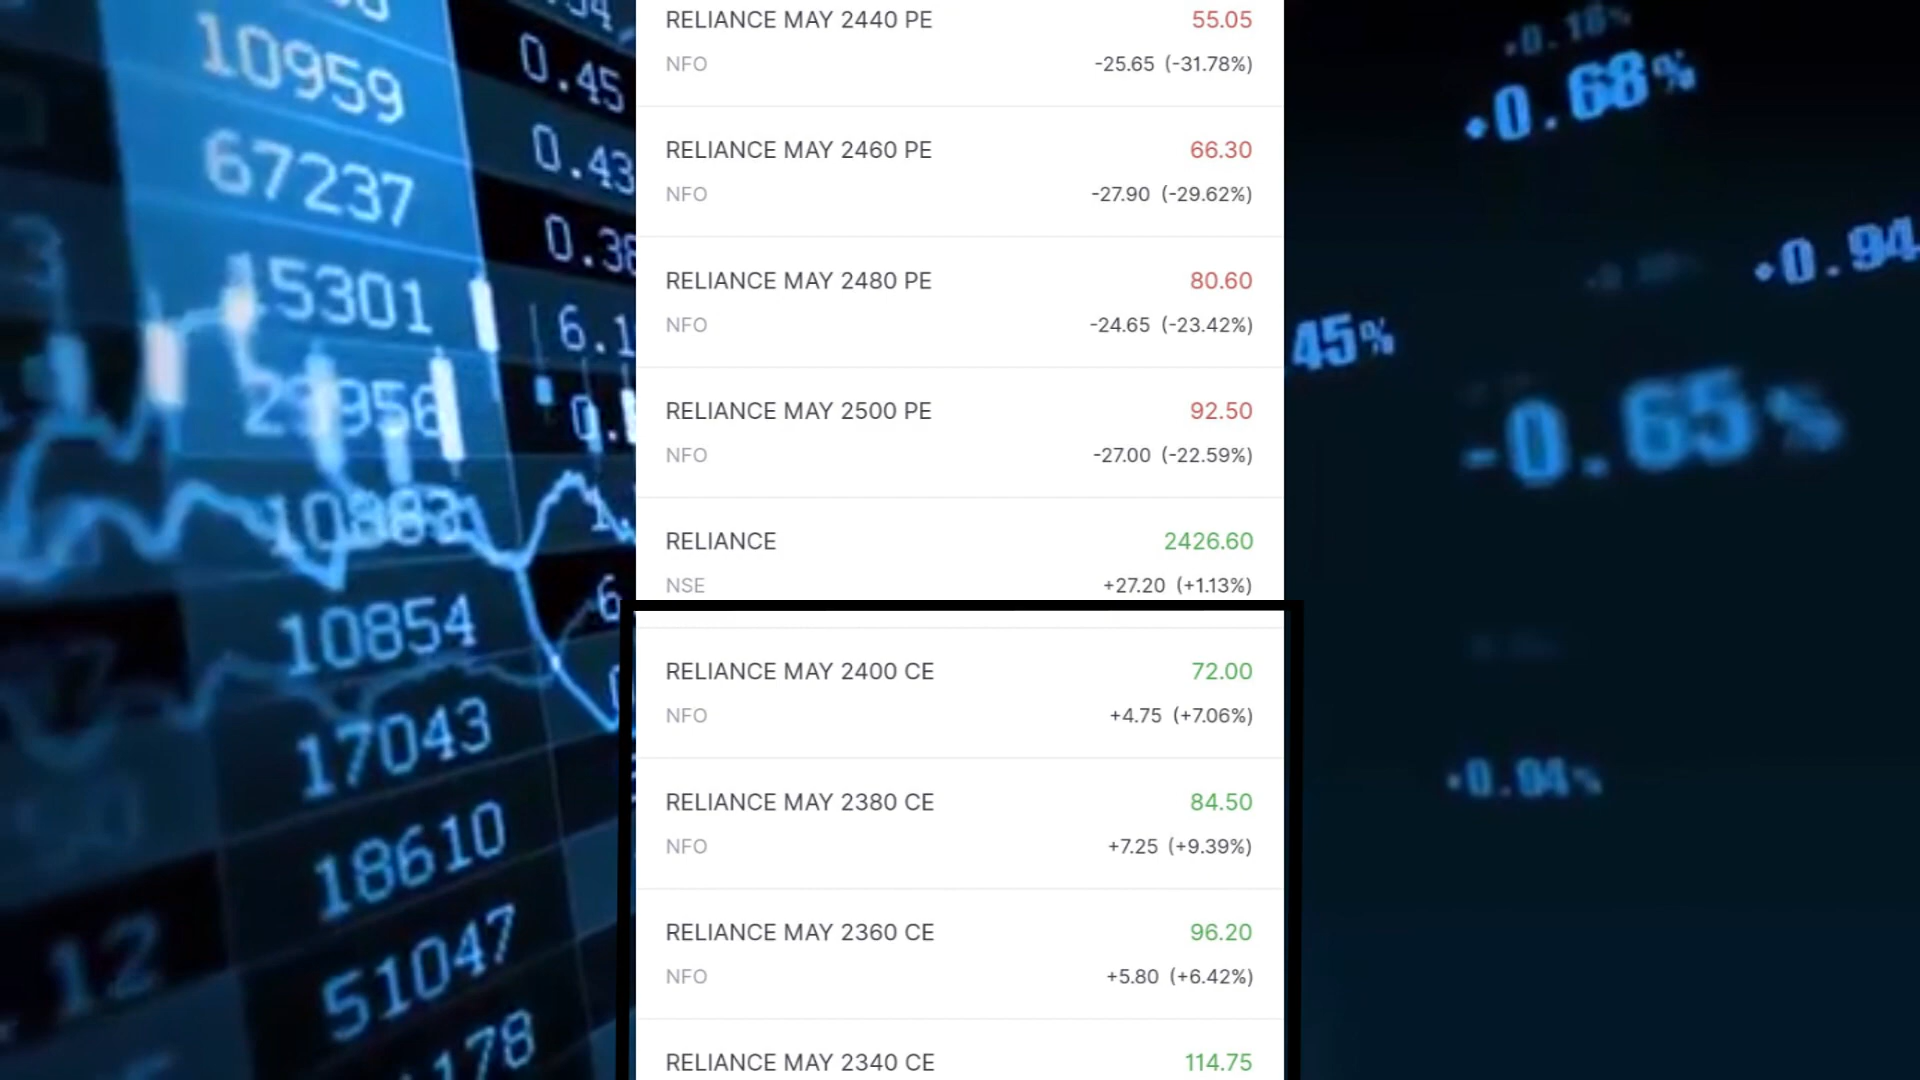 10959
67237
15301
10883
10854
17043
18610
51047
178
12
0.45
0.43
RELIANCE MAY 2440 PE 55.05
NFO -25.65 (-31.78%)
RELIANCE MAY 2460 PE 66.30
NFO -27.90 (-29.62%)
RELIANCE MAY 2480 PE 80.60
NFO -24.65 (-23.42%)
RELIANCE MAY 2500 PE 92.50
NFO -27.00 (-22.59%)
RELIANCE 2426.60
NSE +27.20 (+1.13%)
RELIANCE MAY 2400 CE 72.00
NFO +4.75 (+7.06%)
RELIANCE MAY 2380 CE 84.50
NFO +7.25 (+9.39%)
RELIANCE MAY 2360 CE 96.20
NFO +5.80 (+6.42%)
RELIANCE MAY 2340 CE 114.75
+0.68%
+0.94
45%
-0.65%